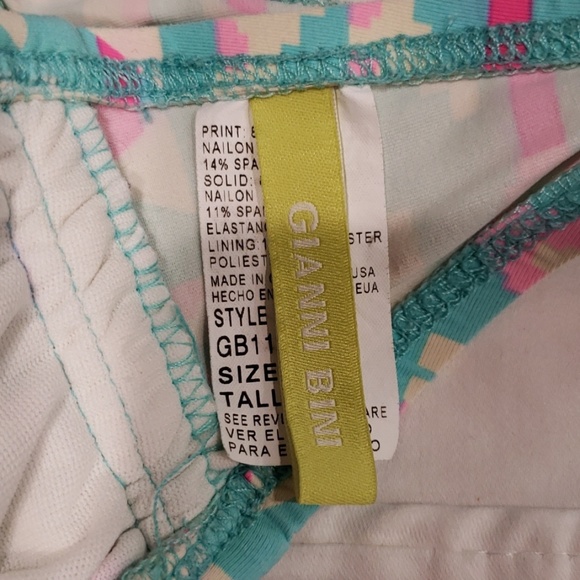 PRINT:
NAILON
14% SPA
SOLID:
NAILON
11% SPA
ELASTAN
LINING: STER
POLIEST
MADE IN USA
HECHO EN EUA
STYLE
GB11
SIZE
TALL
SEE REV ARE
VER EL
PARA E O
GIANNI BINI